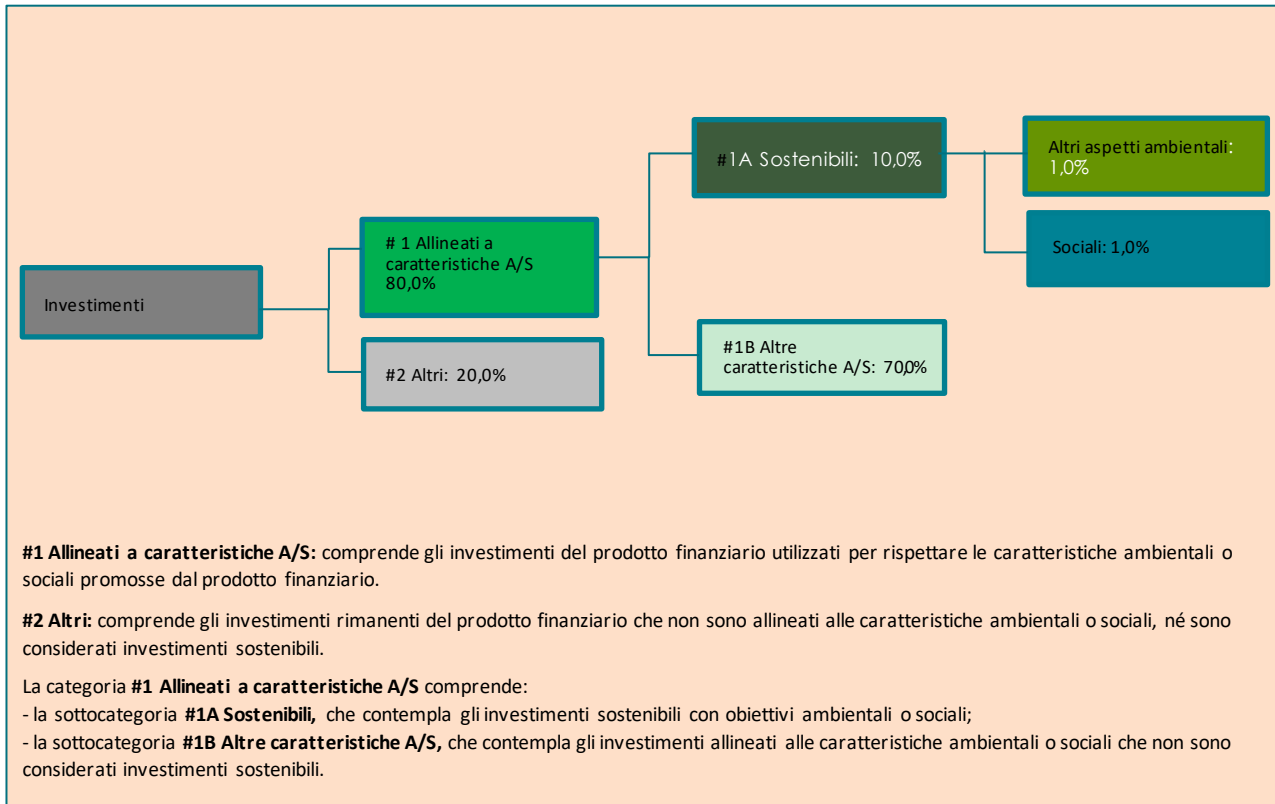 Investimenti
# 1 Allineati a
caratteristiche A/S
80,0%
#2 Altri: 20,0%
#1A Sostenibili: 10,0%
#1B Altre
caratteristiche A/S: 70,0%
Altri aspetti ambientali:
1,0%
Sociali: 1,0%
#1 Allineati a caratteristiche A/S: comprende gli investimenti del prodotto finanziario utilizzati per rispettare le caratteristiche ambientali o
sociali promosse dal prodotto finanziario.
#2 Altri: comprende gli investimenti rimanenti del prodotto finanziario che non sono allineati alle caratteristiche ambientali o sociali, né sono
considerati investimenti sostenibili.
La categoria #1 Allineati a caratteristiche A/S comprende:
- la sottocategoria #1A Sostenibili, che contempla gli investimenti sostenibili con obiettivi ambientali o sociali;
- la sottocategoria #1B Altre caratteristiche A/S, che contempla gli investimenti allineati alle caratteristiche ambientali o sociali che non sono
considerati investimenti sostenibili.